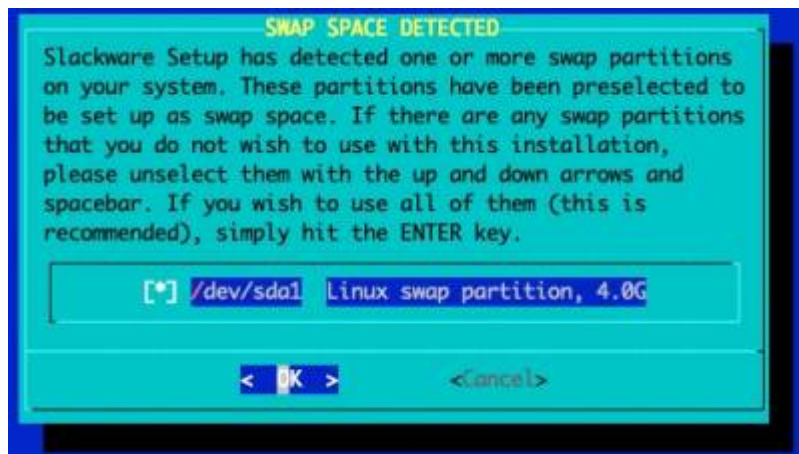 SWAP SPACE DETECTED
Slackware Setup has detected one or more swap partitions
on your system. These partitions have been preselected to
be set up as swap space. If there are any swap partitions
that you do not wish to use with this installation,
please unselect them with the up and down arrows and
spacebar. If you wish to use all of them (this is
recommended), simply hit the ENTER key.
[*] /dev/sda1 Linux swap partition, 4.0G
< OK > <Cancel>